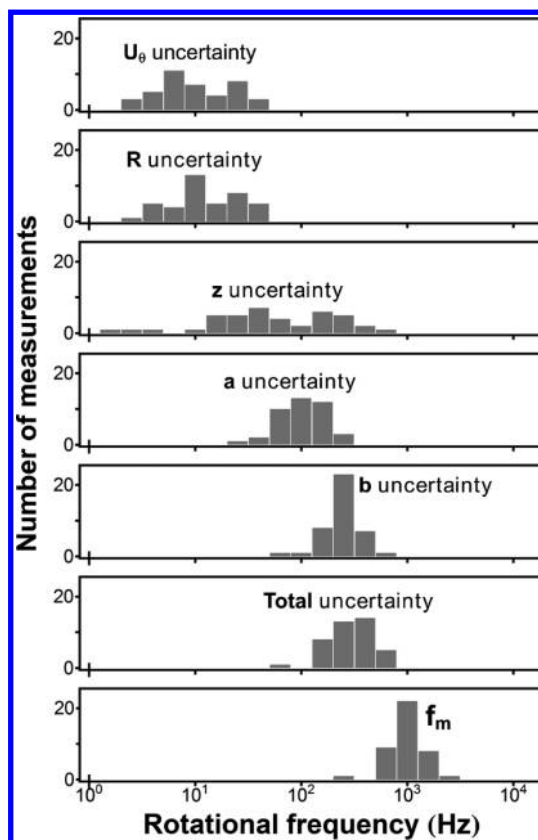 20
U_θ uncertainty
0
20
R uncertainty
0
20
z uncertainty
0
20
a uncertainty
0
20
b uncertainty
0
20
Total uncertainty
0
20
f_m
0
10^0 10^1 10^2 10^3 10^4
Rotational frequency (Hz)
Number of measurements